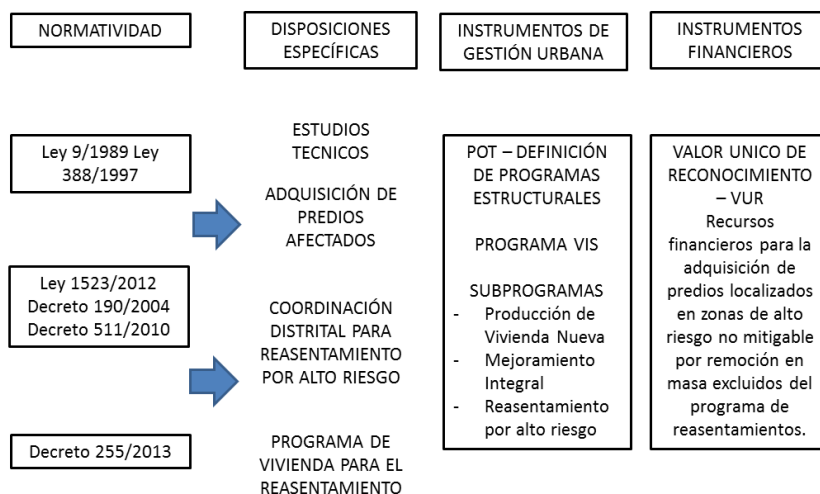 NORMATIVIDAD
Ley 9/1989 Ley
388/1997
Ley 1523/2012
Decreto 190/2004
Decreto 511/2010
Decreto 255/2013
DISPOSICIONES
ESPECÍFICAS
ESTUDIOS
TECNICOS
ADQUISICIÓN DE
PREDIOS
AFECTADOS
COORDINACIÓN
DISTRITAL PARA
REASENTAMIENTO
POR ALTO RIESGO
PROGRAMA DE
VIVIENDA PARA EL
REASENTAMIENTO
INSTRUMENTOS DE
GESTIÓN URBANA
POT – DEFINICIÓN
DE PROGRAMAS
ESTRUCTURALES
PROGRAMA VIS
SUBPROGRAMAS
- Producción de
Vivienda Nueva
- Mejoramiento
Integral
- Reasentamiento
por alto riesgo
INSTRUMENTOS
FINANCIEROS
VALOR UNICO DE
RECONOCIMIENTO
– VUR
Recursos
financieros para la
adquisición de
predios localizados
en zonas de alto
riesgo no mitigable
por remoción en
masa excluidos del
programa de
reasentamientos.